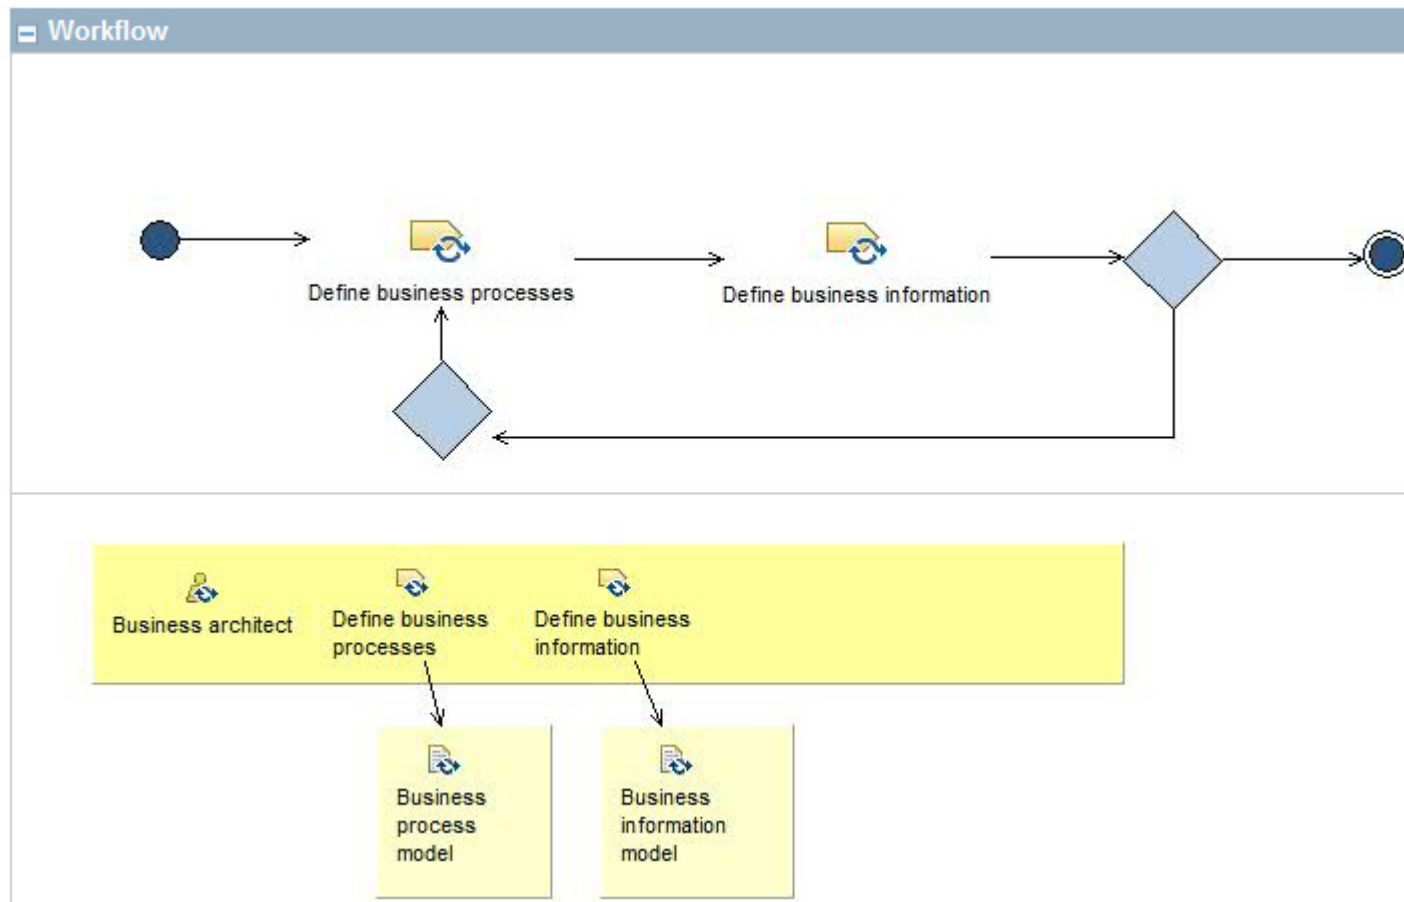 Workflow
Define business processes
Define business information
Business architect
Define business
processes
Define business
information
Business
process
model
Business
information
model